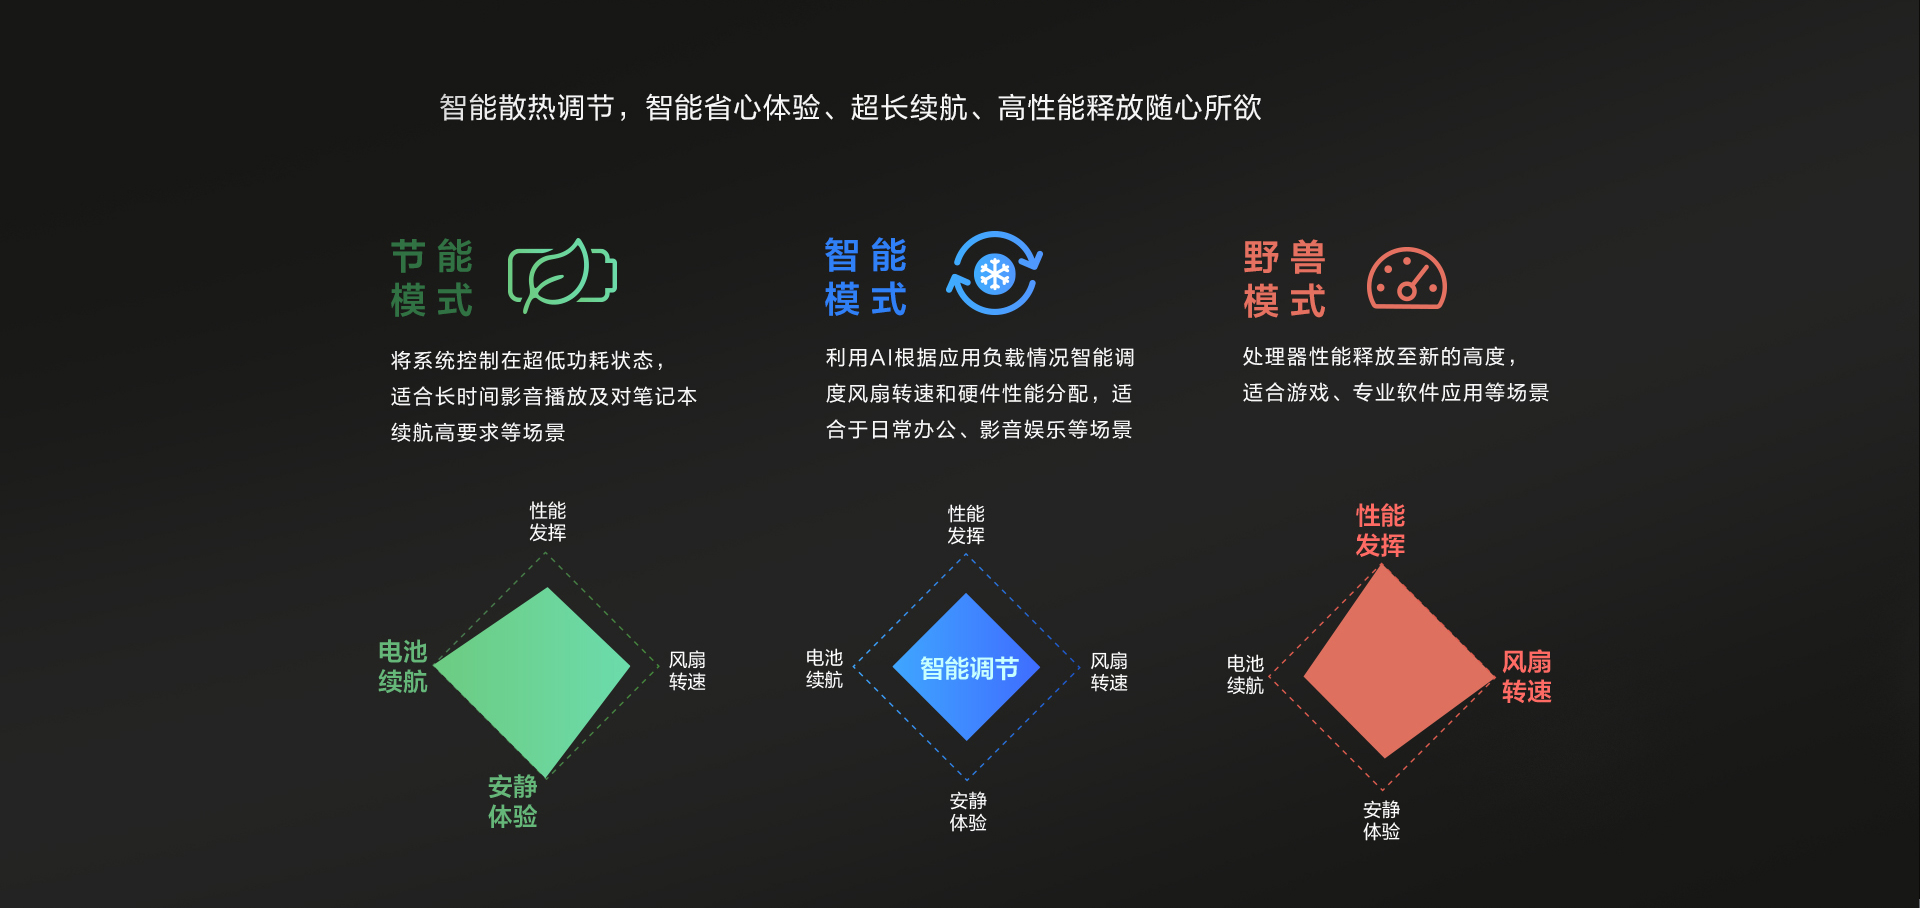 智能散热调节，智能省心体验、超长续航、高性能释放随心所欲
节能
模式
将系统控制在超低功耗状态，
适合长时间影音播放及对笔记本
续航高要求等场景
智能
模式
利用AI根据应用负载情况智能调
度风扇转速和硬件性能分配，适
合于日常办公、影音娱乐等场景
野兽
模式
处理器性能释放至新的高度，
适合游戏、专业软件应用等场景
性能
发挥
电池
续航
风扇
转速
安静
体验
性能
发挥
电池
续航
智能调节
风扇
转速
安静
体验
性能
发挥
电池
续航
风扇
转速
安静
体验